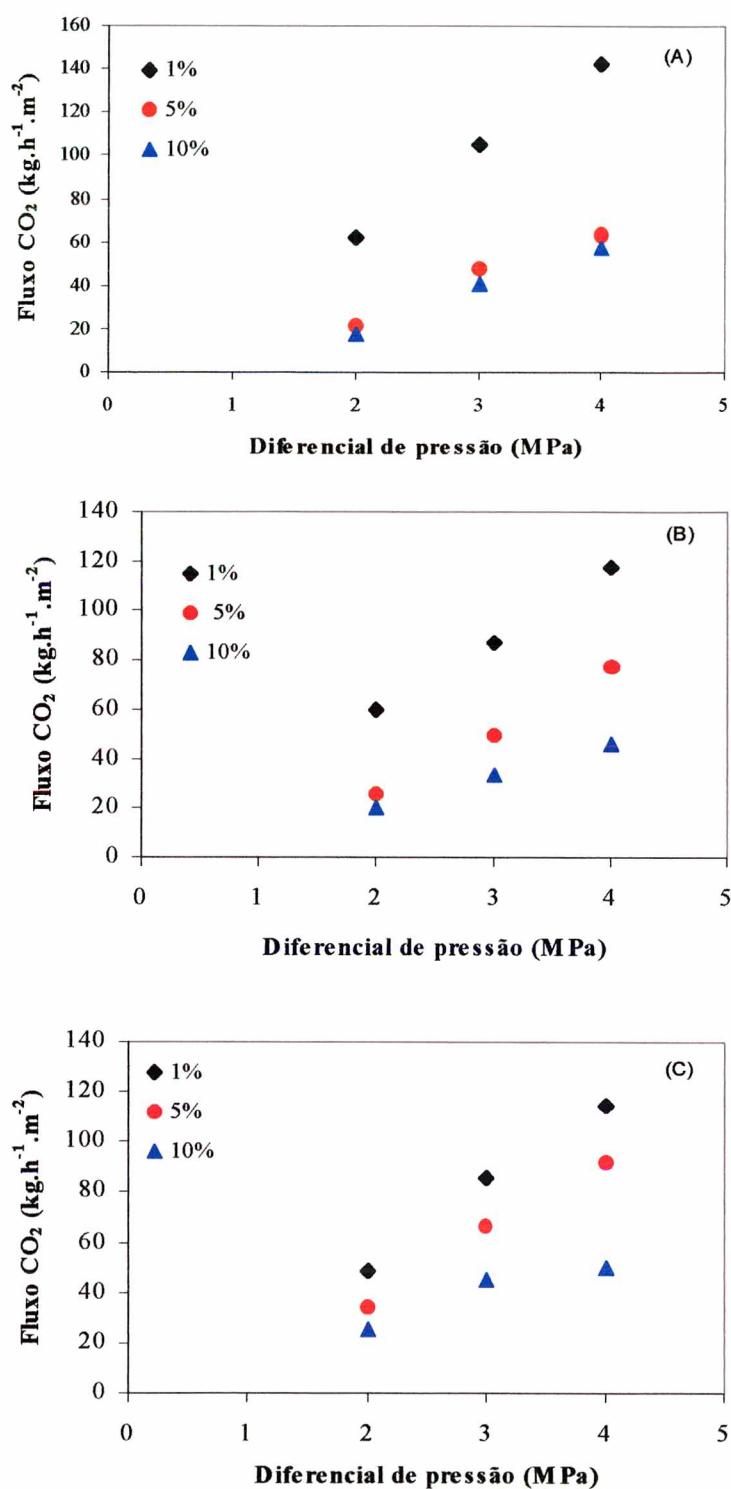 (A)
1%
5%
10%
160
140
120
100
80
60
40
20
0
Fluxo CO₂ (kg.h⁻¹.m⁻²)
0 1 2 3 4 5
Diferencial de pressão (MPa)
(B)
1%
5%
10%
140
120
100
80
60
40
20
0
Fluxo CO₂ (kg.h⁻¹.m⁻²)
0 1 2 3 4 5
Diferencial de pressão (MPa)
(C)
1%
5%
10%
140
120
100
80
60
40
20
0
Fluxo CO₂ (kg.h⁻¹.m⁻²)
0 1 2 3 4 5
Diferencial de pressão (MPa)